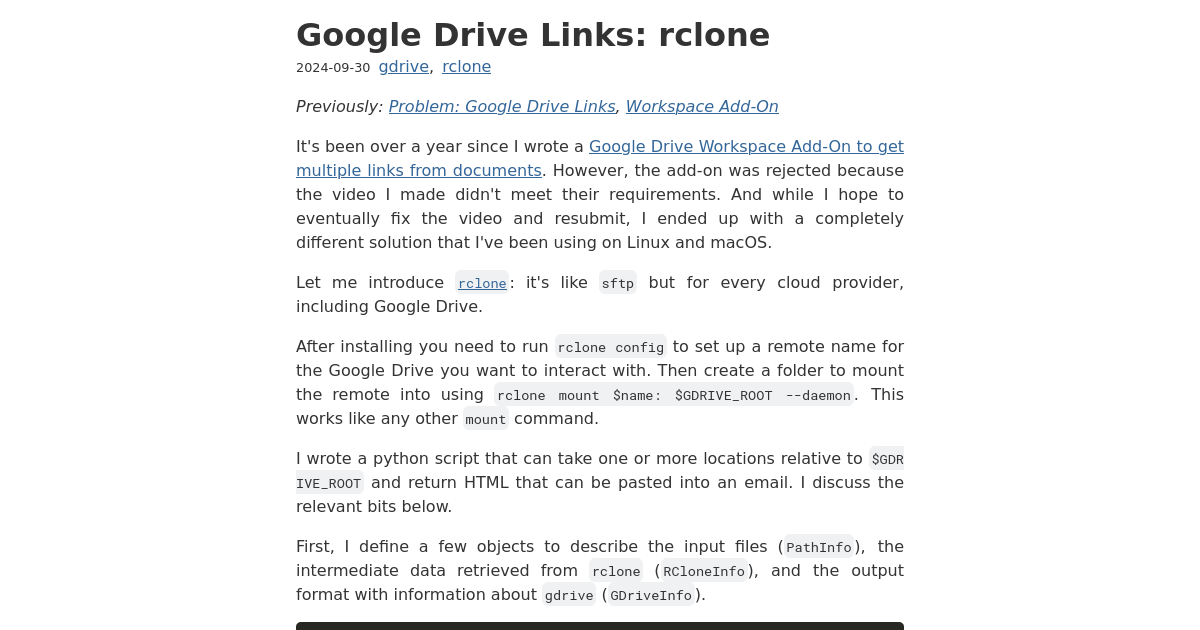 Google Drive Links: rclone
2024-09-30 gdrive, rclone
Previously: Problem: Google Drive Links, Workspace Add-On
It's been over a year since I wrote a Google Drive Workspace Add-On to get
multiple links from documents. However, the add-on was rejected because
the video I made didn't meet their requirements. And while I hope to
eventually fix the video and resubmit, I ended up with a completely
different solution that I've been using on Linux and macOS.
Let me introduce rclone: it's like sftp but for every cloud provider,
including Google Drive.
After installing you need to run rclone config to set up a remote name for
the Google Drive you want to interact with. Then create a folder to mount
the remote into using rclone mount $name: $GDRIVE_ROOT --daemon. This
works like any other mount command.
I wrote a python script that can take one or more locations relative to $GDR
IVE_ROOT and return HTML that can be pasted into an email. I discuss the
relevant bits below.
First, I define a few objects to describe the input files (PathInfo), the
intermediate data retrieved from rclone (RCloneInfo), and the output
format with information about gdrive (GDriveInfo).